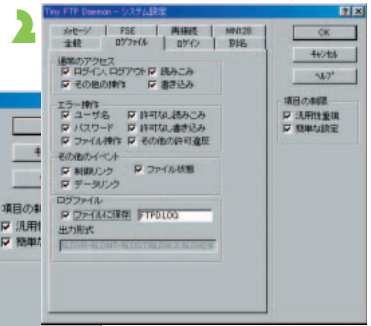 2
Tiny FTP Daemon - システム設定
メッセージ FSE 再接続 MN128
全般 ログファイル ログイン 別名
OK
キャンセル
ヘルプ
通常のアクセス
ログイン、ログアウト 読みこみ
その他の操作 書き込み
エラー操作
ユーザ名 許可なし読みこみ
パスワード 許可なし書き込み
ファイル操作 その他の許可違反
その他のイベント
制御リンク ファイル状態
データリンク
ログファイル
ファイルに保存 FTPD.LOG
出力形式
項目の制限
汎用性重視
簡単な設定
項目の制
汎用
簡単な